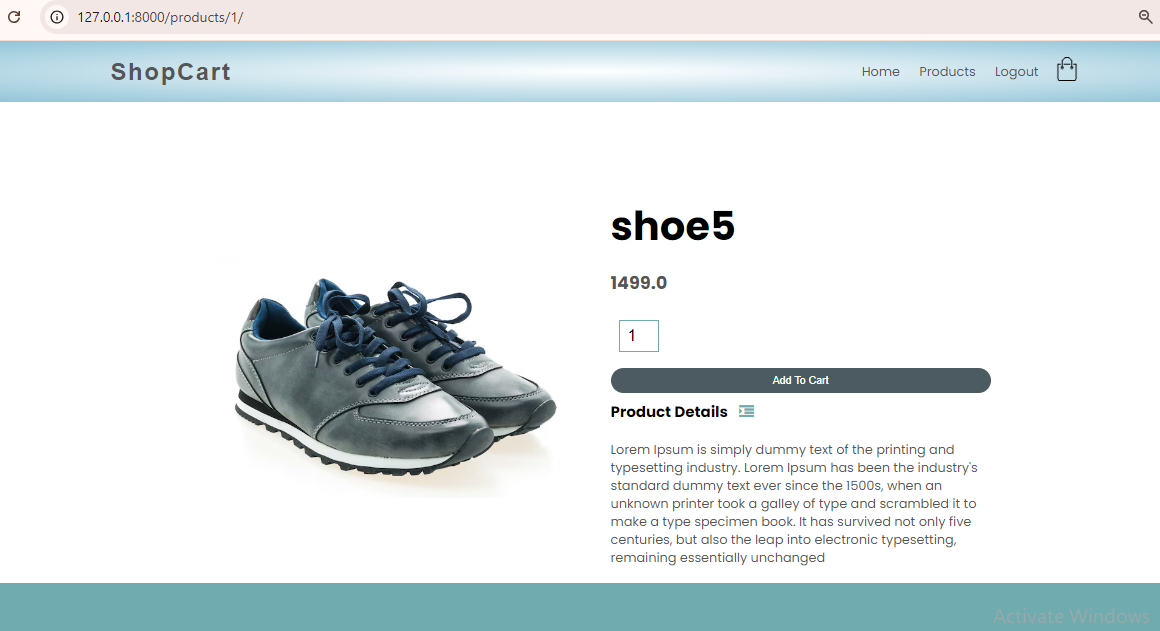 127.0.0.1:8000/products/1/
ShopCart
Home Products Logout
shoe5
1499.0
1
Add To Cart
Product Details
Lorem Ipsum is simply dummy text of the printing and
typesetting industry. Lorem Ipsum has been the industry's
standard dummy text ever since the 1500s, when an
unknown printer took a galley of type and scrambled it to
make a type specimen book. It has survived not only five
centuries, but also the leap into electronic typesetting,
remaining essentially unchanged
Activate Windows